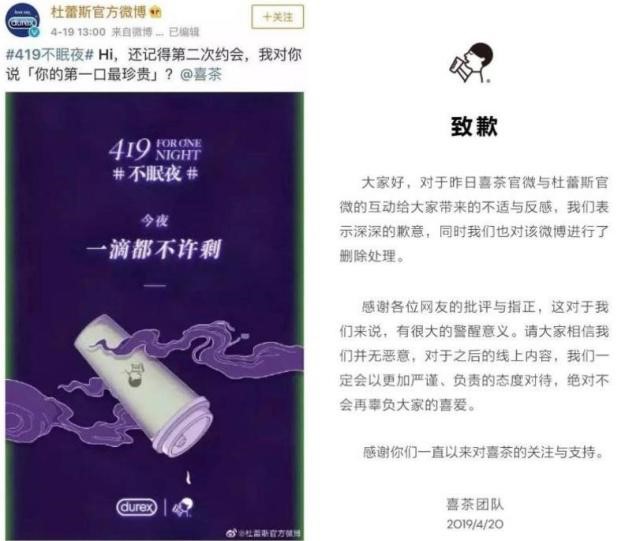 杜蕾斯官方微博
+关注
4-19 13:00 来自微博 ... 已编辑
#419不眠夜# Hi，还记得第二次约会，我对你
说「你的第一口最珍贵」？@喜茶
419 FOR ONE
NIGHT
#不眠夜#
今夜
一滴都不许剩
durex
@杜蕾斯官方微博
致歉
大家好，对于昨日喜茶官微与杜蕾斯官
微的互动给大家带来的不适与反感，我们表
示深深的歉意，同时我们也对该微博进行了
删除处理。
感谢各位网友的批评与指正，这对于我
们来说，有很大的警醒意义。请大家相信我
们并无恶意，对于之后的线上内容，我们一
定会以更加严谨、负责的态度对待，绝对不
会再辜负大家的喜爱。
感谢你们一直以来对喜茶的关注与支持。
喜茶团队
2019/4/20